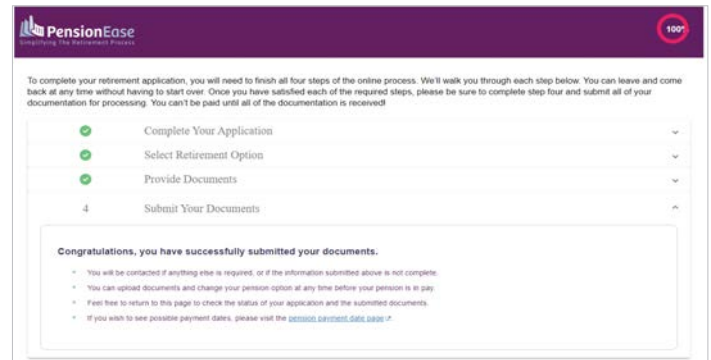 PensionEase
Simplifying The Retirement Process
100%
To complete your retirement application, you will need to finish all four steps of the online process. We'll walk you through each step below. You can leave and come
back at any time without having to start over. Once you have satisfied each of the required steps, please be sure to complete step four and submit all of your
documentation for processing. You can't be paid until all of the documentation is received!
Complete Your Application
Select Retirement Option
Provide Documents
4 Submit Your Documents
Congratulations, you have successfully submitted your documents.
You will be contacted if anything else is required, or if the information submitted above is not complete.
You can upload documents and change your pension option at any time before your pension is in pay.
Feel free to return to this page to check the status of your application and the submitted documents.
If you wish to see possible payment dates, please visit the pension payment date page